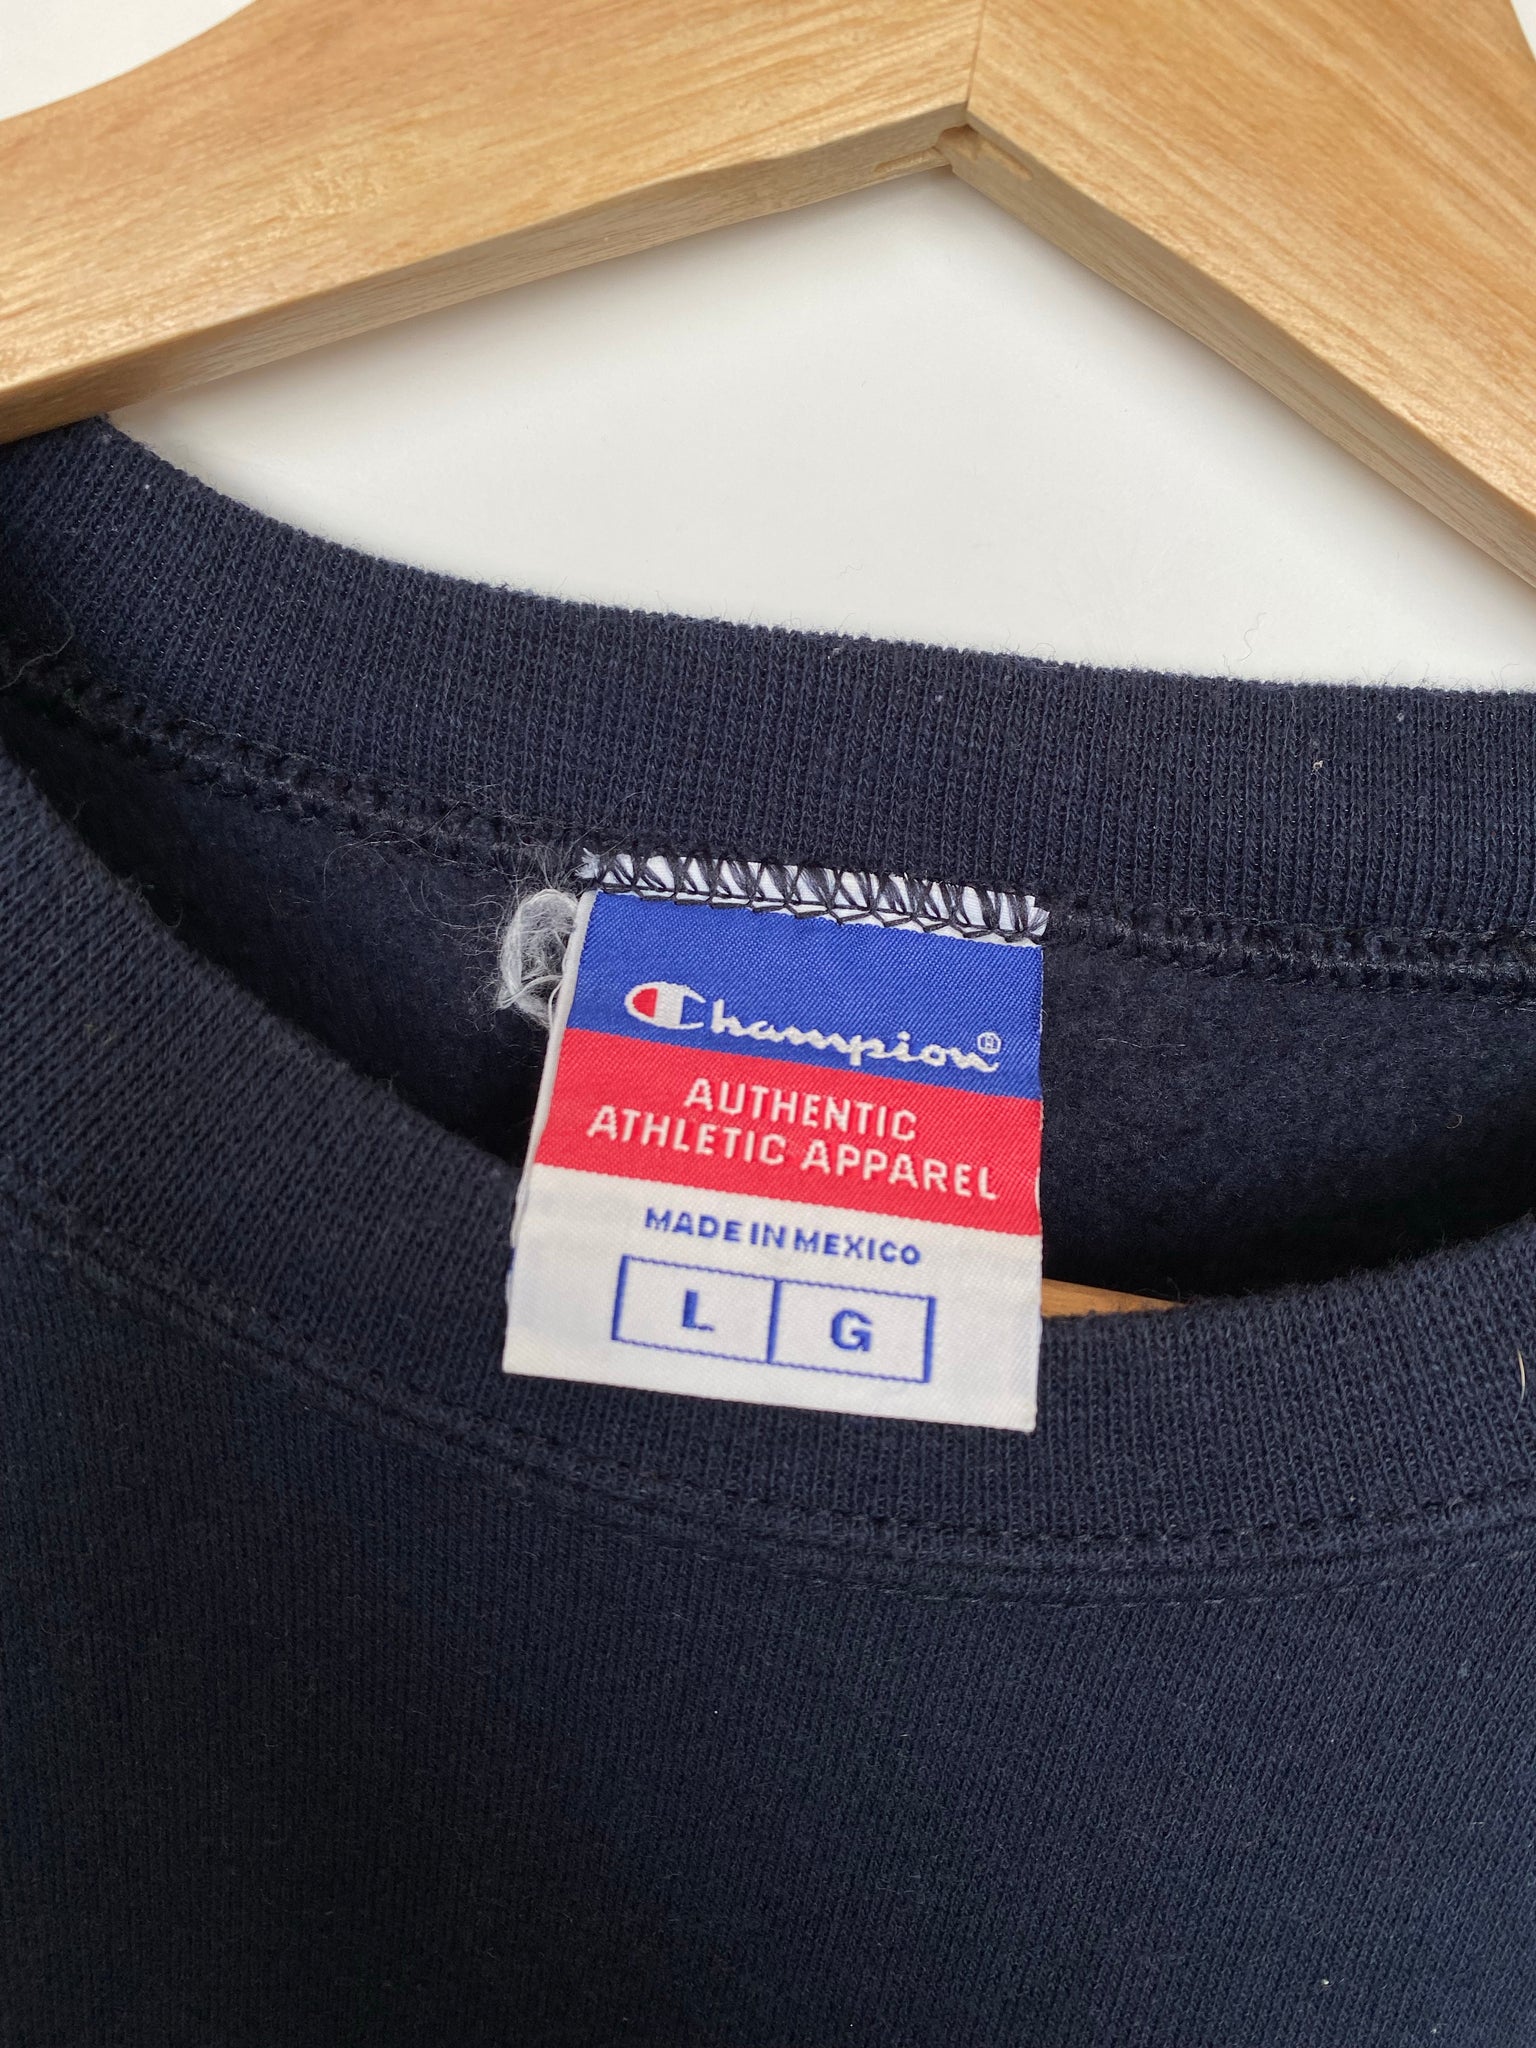 Champion®
AUTHENTIC
ATHLETIC APPAREL
MADE IN MEXICO
L G